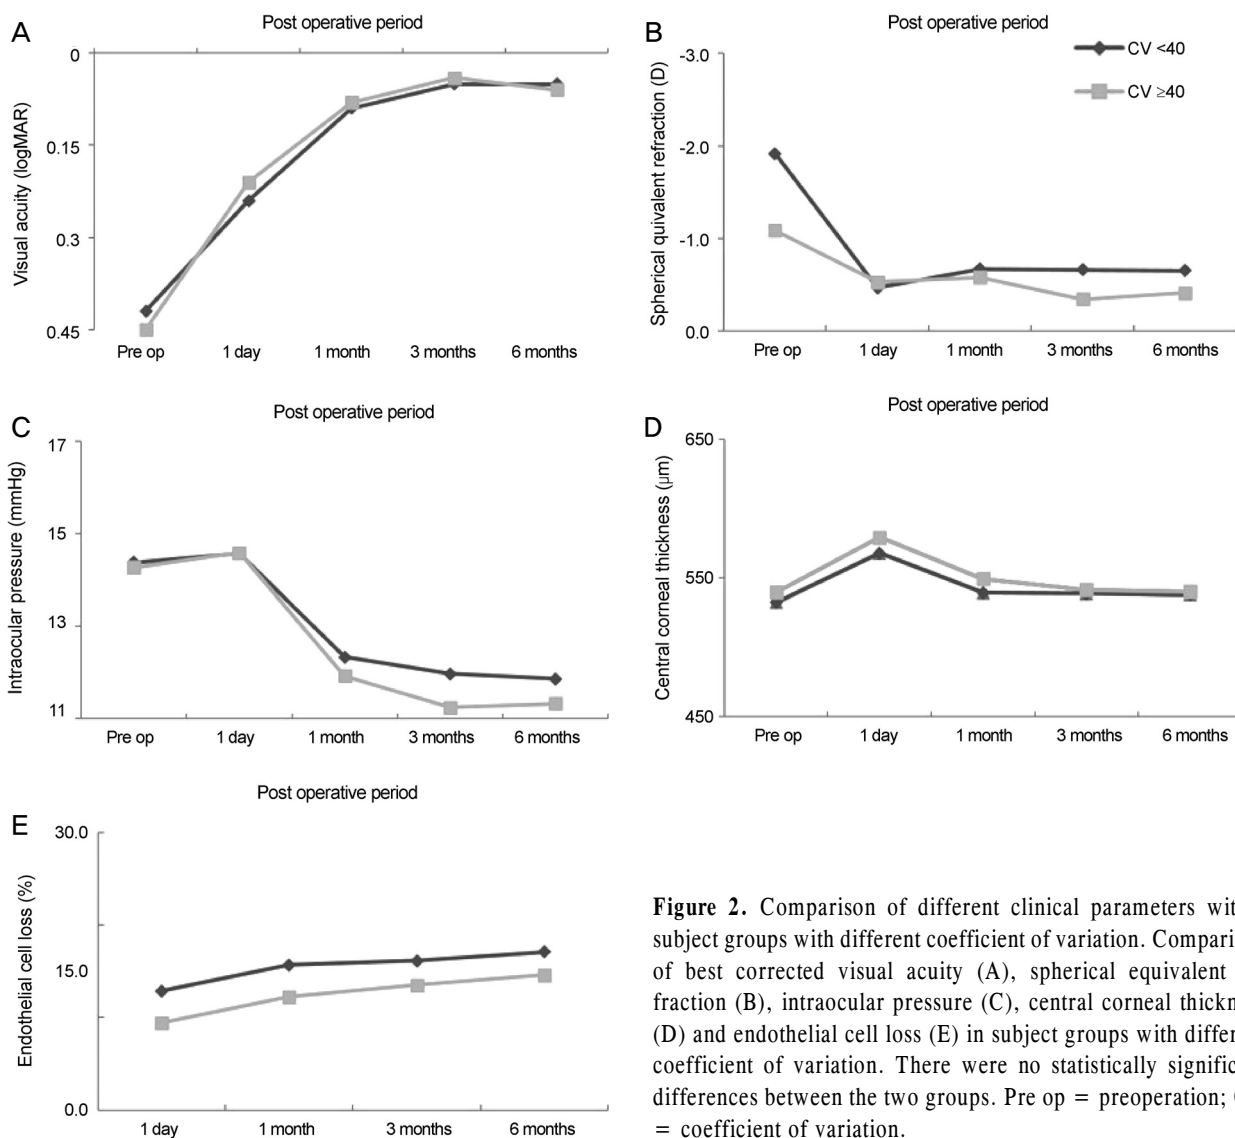 A
Post operative period
0
0.15
0.3
0.45
Visual acuity (logMAR)
Pre op 1 day 1 month 3 months 6 months
B
Post operative period
CV <40
CV ≥40
-3.0
-2.0
-1.0
0.0
Spherical quivalent refraction (D)
Pre op 1 day 1 month 3 months 6 months
C
Post operative period
17
15
13
11
Intraocular pressure (mmHg)
Pre op 1 day 1 month 3 months 6 months
D
Post operative period
650
550
450
Central corneal thickness (μm)
Pre op 1 day 1 month 3 months 6 months
E
Post operative period
30.0
15.0
0.0
Endothelial cell loss (%)
1 day 1 month 3 months 6 months
Figure 2. Comparison of different clinical parameters wit
subject groups with different coefficient of variation. Compari
of best corrected visual acuity (A), spherical equivalent
fraction (B), intraocular pressure (C), central corneal thickn
(D) and endothelial cell loss (E) in subject groups with differ
coefficient of variation. There were no statistically signific
differences between the two groups. Pre op = preoperation;
= coefficient of variation.